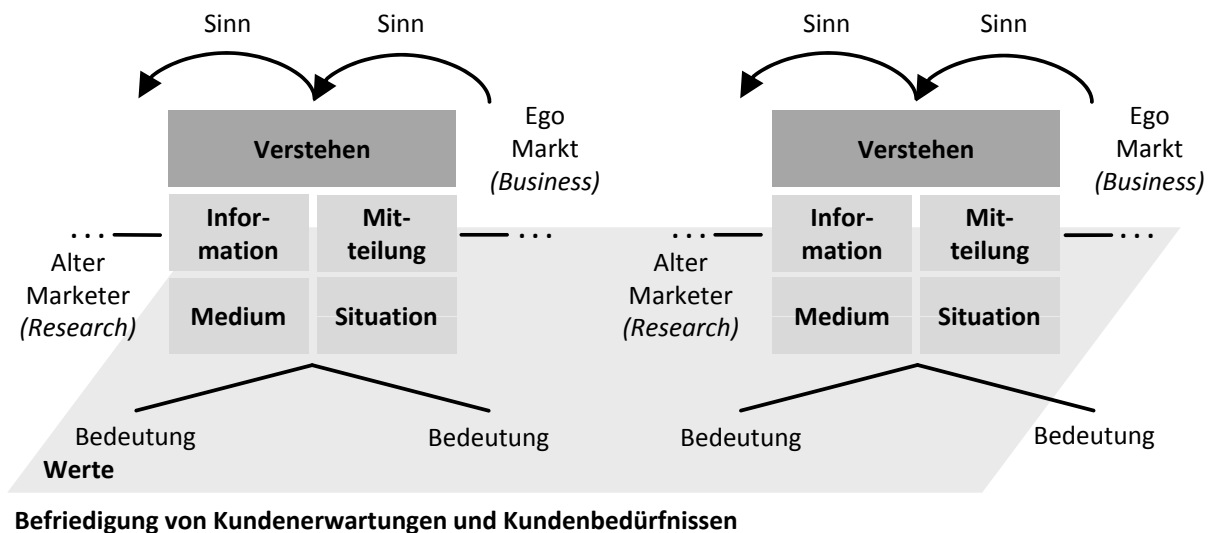 Sinn
Sinn
Sinn
Sinn
Verstehen
Ego
Markt
(Business)
Infor-
mation
Mit-
teilung
...
...
Alter
Marketer
(Research)
Medium
Situation
Bedeutung
Bedeutung
Verstehen
Ego
Markt
(Business)
Infor-
mation
Mit-
teilung
...
...
Alter
Marketer
(Research)
Medium
Situation
Bedeutung
Bedeutung
Werte
Befriedigung von Kundenerwartungen und Kundenbedürfnissen